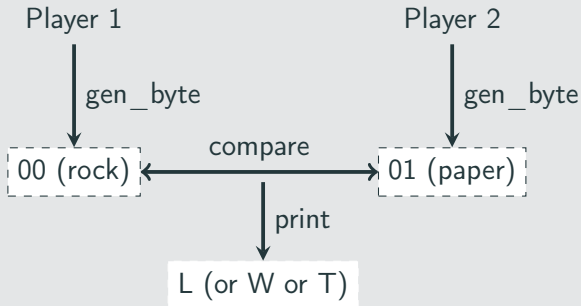 Player 1
Player 2
gen_byte
gen_byte
compare
00 (rock)
01 (paper)
print
L (or W or T)